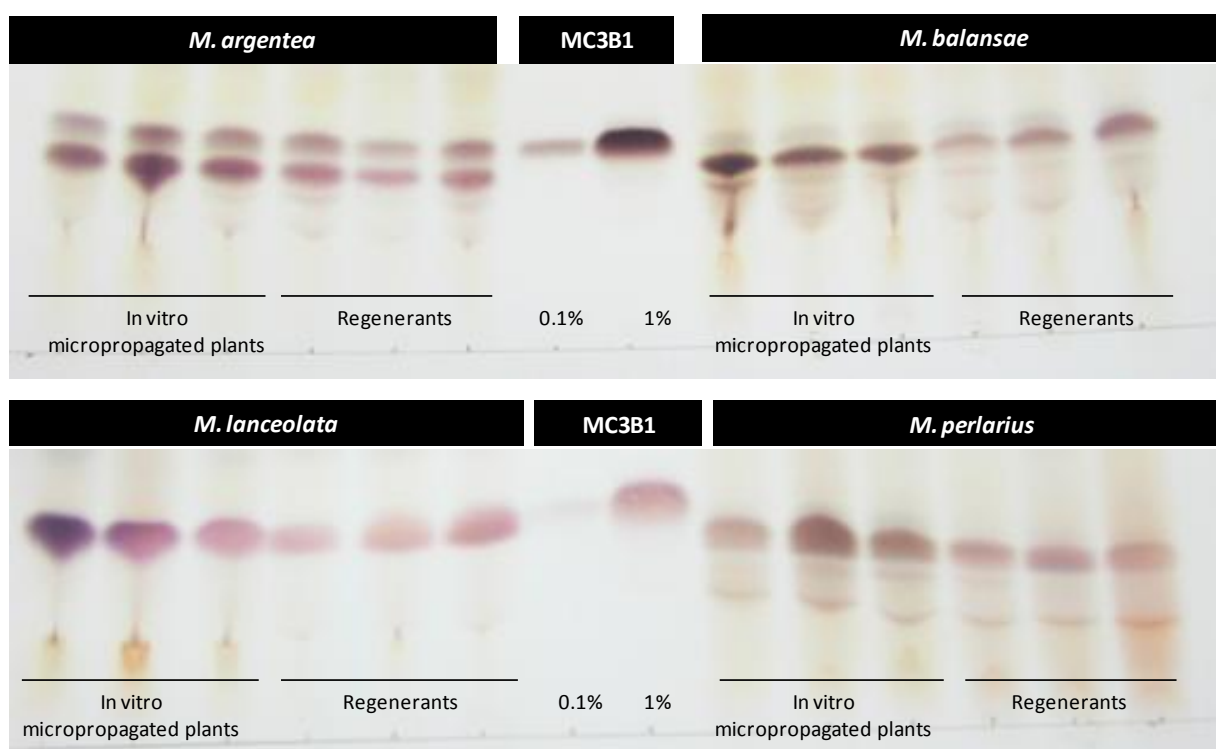 M. argentea MC3B1 M. balansae
In vitro Regenerants 0.1% 1% In vitro Regenerants
micropropagated plants micropropagated plants
M. lanceolata MC3B1 M. perlarius
In vitro Regenerants 0.1% 1% In vitro Regenerants
micropropagated plants micropropagated plants